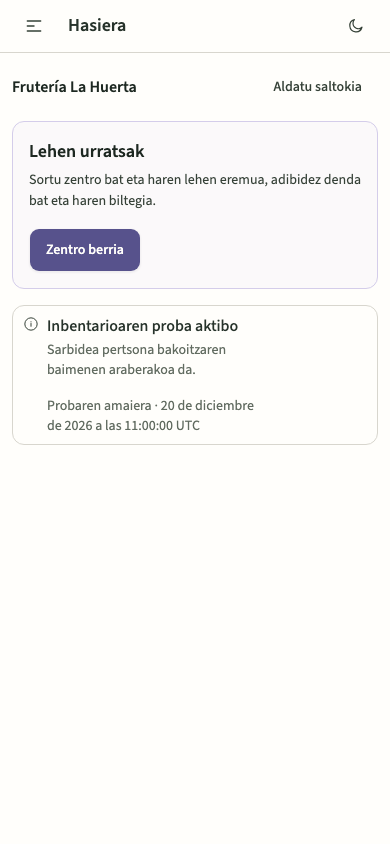 Hasiera
Frutería La Huerta
Aldatu saltokia
Lehen urratsak
Sortu zentro bat eta haren lehen eremua, adibidez denda
bat eta haren biltegia.
Zentro berria
Inbentarioaren proba aktibo
Sarbidea pertsona bakoitzaren
baimenen araberakoa da.
Probaren amaiera · 20 de diciembre
de 2026 a las 11:00:00 UTC